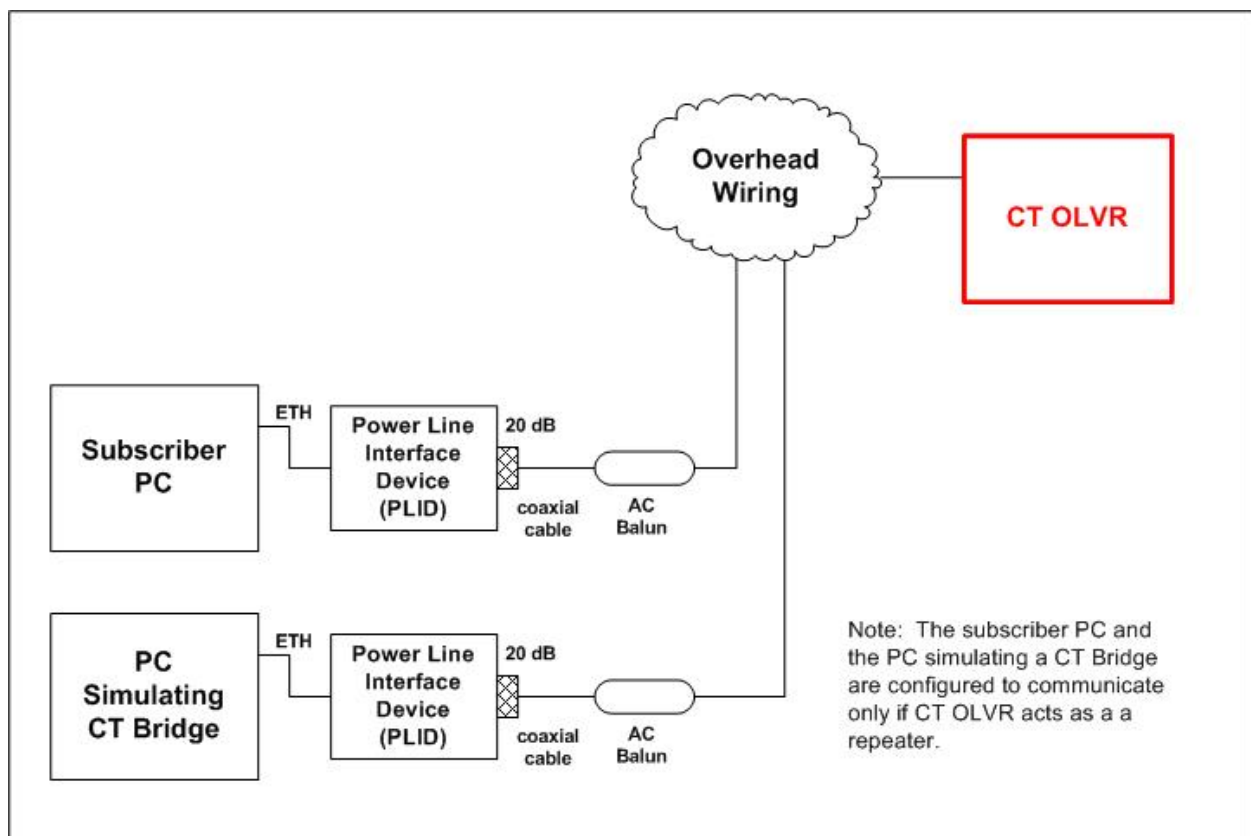 Overhead
Wiring
CT OLVR
Subscriber
PC
ETH
Power Line
Interface
Device
(PLID)
20 dB
coaxial
cable
AC
Balun
PC
Simulating
CT Bridge
ETH
Power Line
Interface
Device
(PLID)
20 dB
coaxial
cable
AC
Balun
Note: The subscriber PC and
the PC simulating a CT Bridge
are configured to communicate
only if CT OLVR acts as a a
repeater.